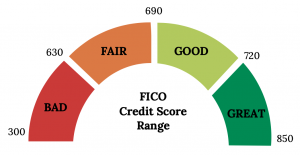 690
630
FAIR
GOOD
720
BAD
GREAT
FICO
Credit Score
Range
300
850